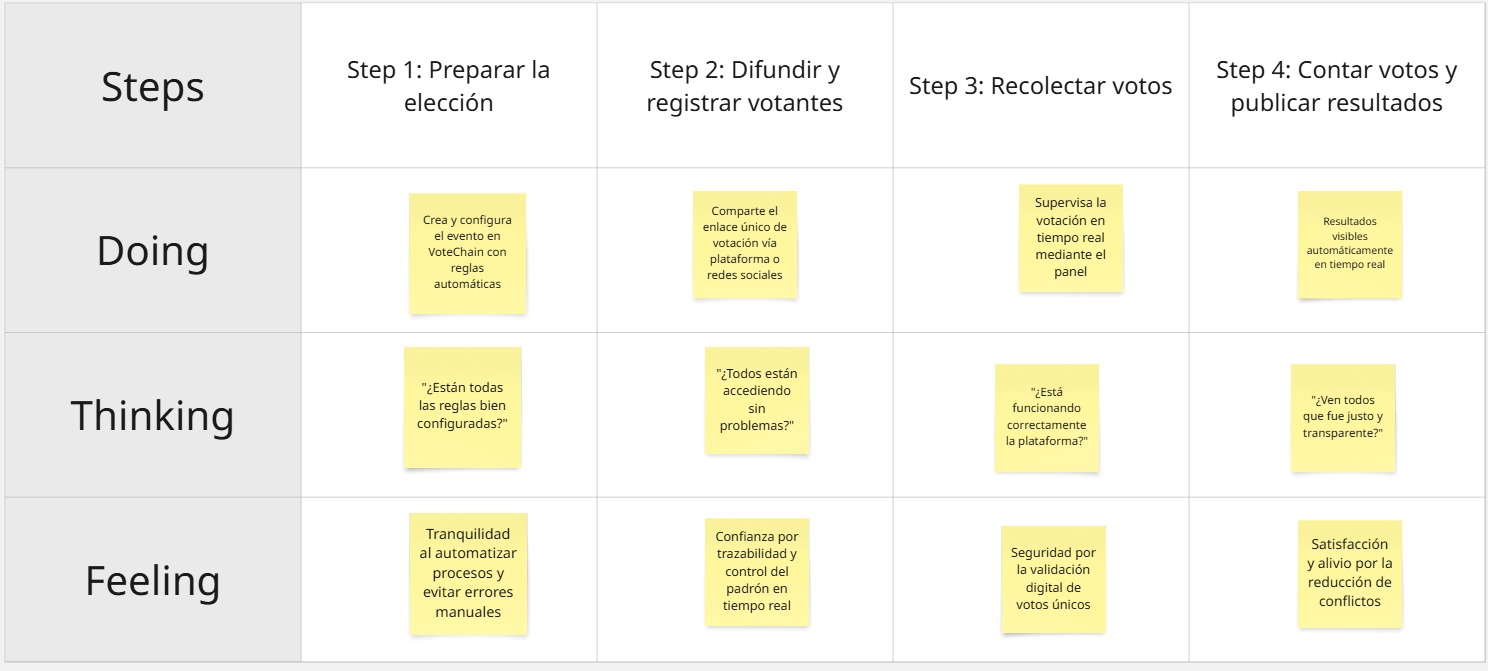 Steps
Step 1: Preparar la
elección
Step 2: Difundir y
registrar votantes
Step 3: Recolectar votos
Step 4: Contar votos y
publicar resultados
Doing
Crea y configura
el evento en
VoteChain con
reglas
automáticas
Comparte el
enlace único de
votación vía
plataforma o
redes sociales
Supervisa la
votación en
tiempo real
mediante el
panel
Resultados
visibles
automáticamente
en tiempo real
Thinking
"¿Están todas
las reglas bien
configuradas?"
"¿Todos están
accediendo
sin
problemas?"
"¿Está
funcionando
correctamente
la plataforma?"
"¿Ven todos
que fue justo y
transparente?"
Feeling
Tranquilidad
al automatizar
procesos y
evitar errores
manuales
Confianza por
trazabilidad y
control del
padrón en
tiempo real
Seguridad por
la validación
digital de
votos únicos
Satisfacción
y alivio por la
reducción de
conflictos